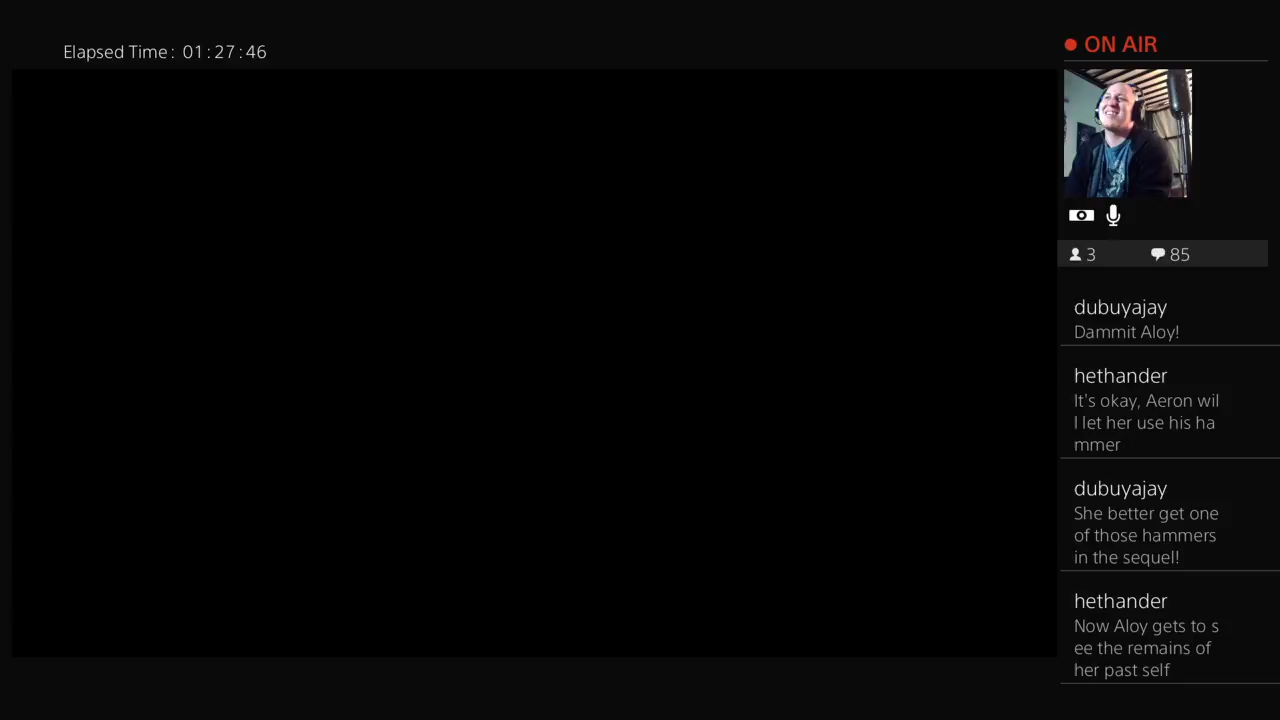 Elapsed Time: 01:27:46
ON AIR
3 85
dubuyajay
Dammit Aloy!
hethander
It's okay, Aeron wil
l let her use his ha
mmer
dubuyajay
She better get one
of those hammers
in the sequel!
hethander
Now Aloy gets to s
ee the remains of
her past self